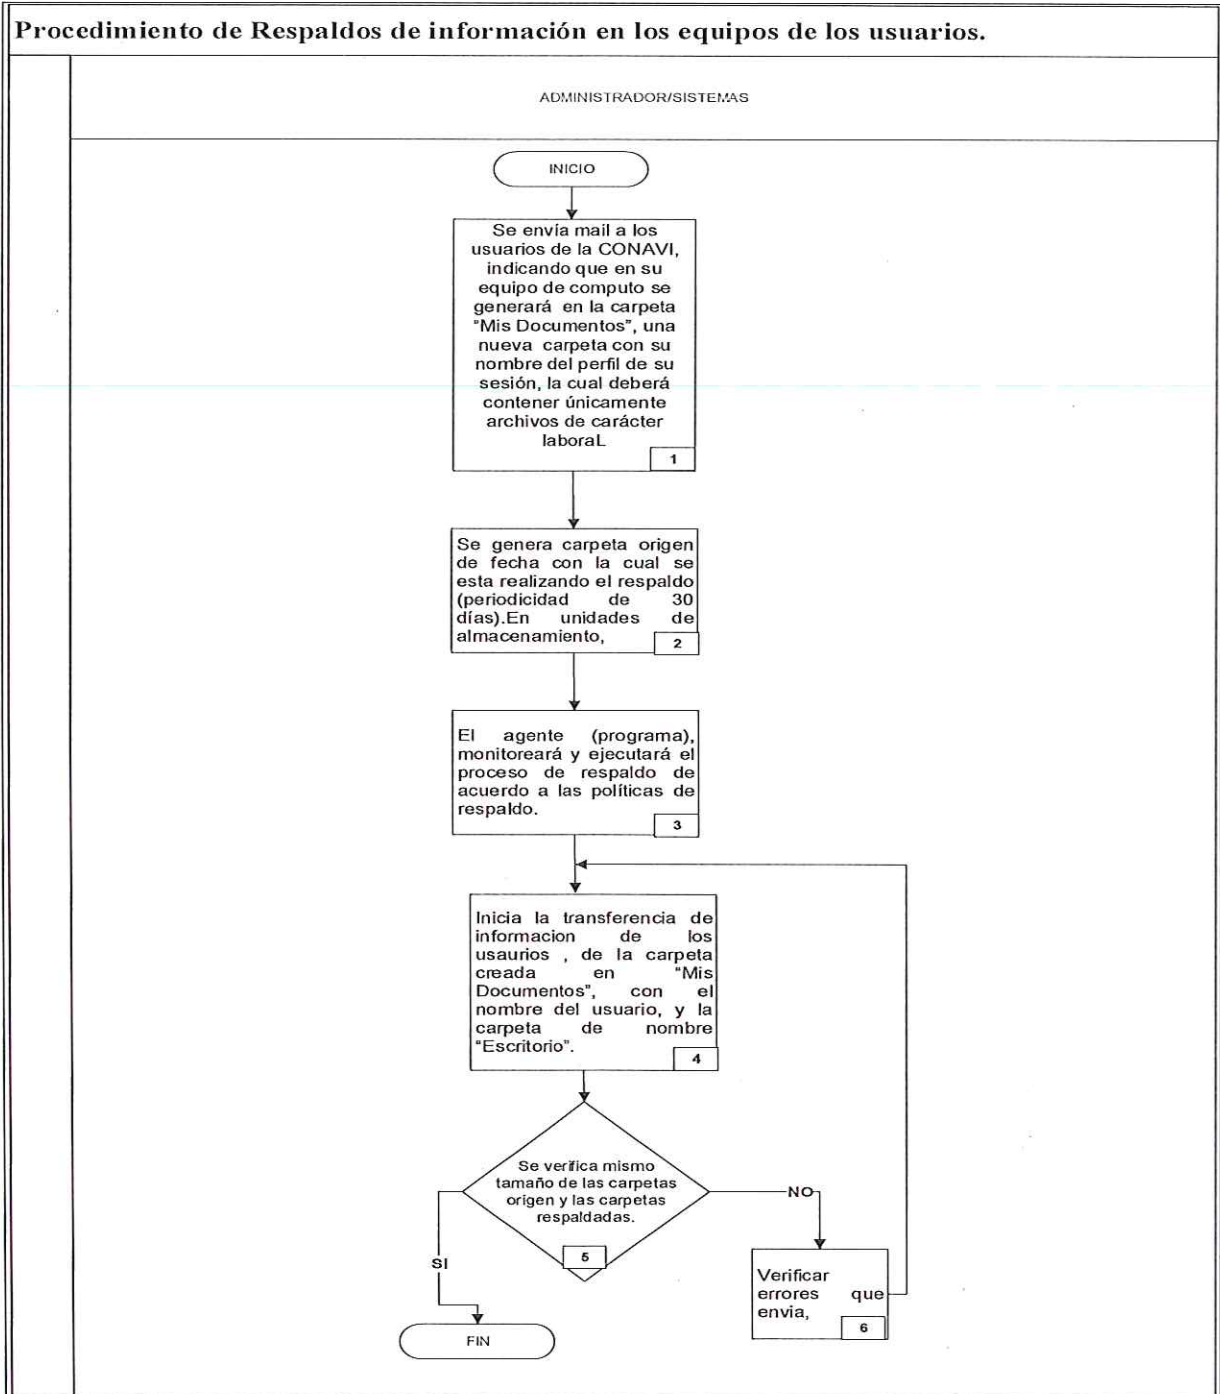 Procedimiento de Respaldos de información en los equipos de los usuarios.
ADMINISTRADOR/SISTEMAS
INICIO
Se envía mail a los
usuarios de la CONAVI,
indicando que en su
equipo de computo se
generará en la carpeta
"Mis Documentos", una
nueva carpeta con su
nombre del perfil de su
sesión, la cual deberá
contener únicamente
archivos de carácter
laboraL
1
Se genera carpeta origen
de fecha con la cual se
esta realizando el respaldo
(periodicidad de 30
días).En unidades de
almacenamiento,
2
El agente (programa),
monitoreará y ejecutará el
proceso de respaldo de
acuerdo a las políticas de
respaldo.
3
Inicia la transferencia de
informacion de los
usaurios , de la carpeta
creada en "Mis
Documentos", con el
nombre del usuario, y la
carpeta de nombre
"Escritorio".
4
Se verifica mismo
tamaño de las carpetas
origen y las carpetas
respaldadas.
5
NO
SI
Verificar
errores que
envia,
6
FIN